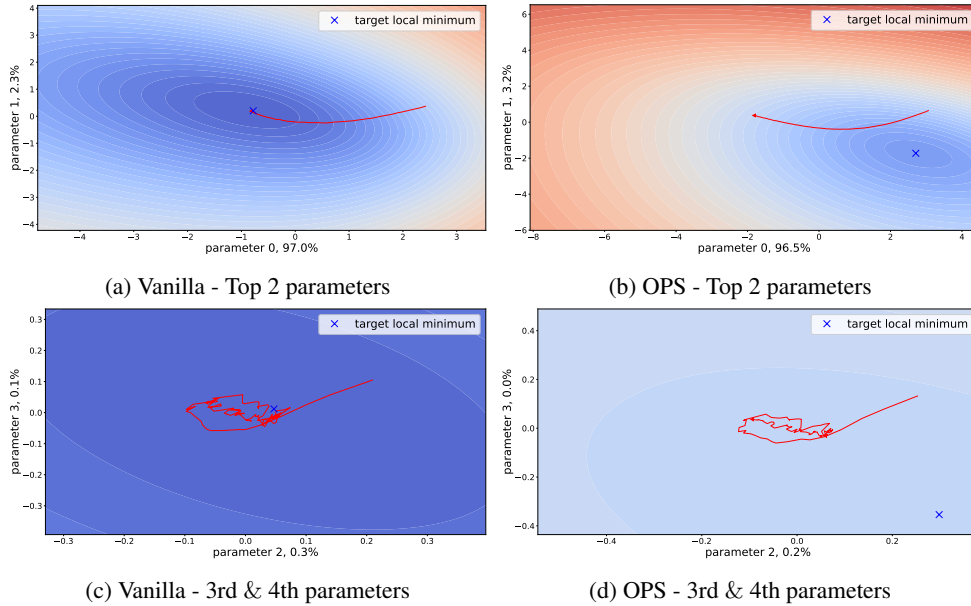 4
3
2
1
0
−1
−2
−3
−4
parameter 1, 2.3%
× target local minimum
−4 −3 −2 −1 0 1 2 3
parameter 0, 97.0%
(a) Vanilla - Top 2 parameters
6
4
2
0
−2
−4
−6
parameter 1, 3.2%
× target local minimum
−8 −6 −4 −2 0 2 4
parameter 0, 96.5%
(b) OPS - Top 2 parameters
0.3
0.2
0.1
0.0
−0.1
−0.2
−0.3
parameter 3, 0.1%
× target local minimum
−0.3 −0.2 −0.1 0.0 0.1 0.2 0.3
parameter 2, 0.3%
(c) Vanilla - 3rd & 4th parameters
0.4
0.2
0.0
−0.2
−0.4
parameter 3, 0.0%
× target local minimum
−0.4 −0.2 0.0 0.2
parameter 2, 0.2%
(d) OPS - 3rd & 4th parameters